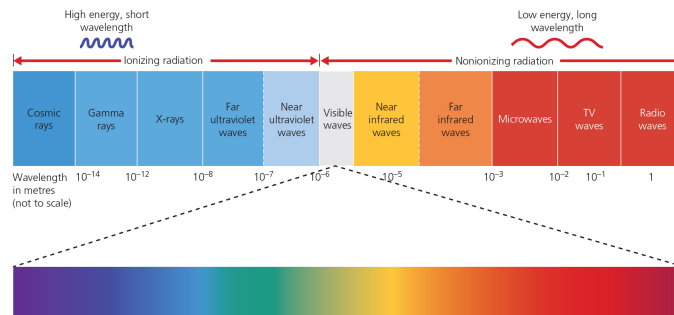 High energy, short
wavelength
Low energy, long
wavelength
Ionizing radiation
Nonionizing radiation
Cosmic
rays
Gamma
rays
X-rays
Far
ultraviolet
waves
Near
ultraviolet
waves
Visible
waves
Near
infrared
waves
Far
infrared
waves
Microwaves
TV
waves
Radio
waves
Wavelength
in metres
(not to scale)
10⁻¹⁴ 10⁻¹² 10⁻⁸ 10⁻⁷ 10⁻⁶ 10⁻⁵ 10⁻³ 10⁻² 10⁻¹ 1